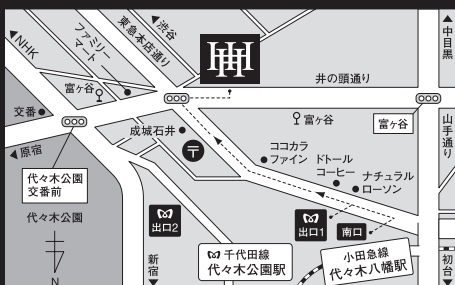 NHK
ファミリー
マート
東急本店通り
渋谷
HH
井の頭通り
中目黒
富ヶ谷
交番
成城石井
富ヶ谷
富ヶ谷
山手通り
原宿
〒
ココカラ
ファイン
ドトール
コーヒー
ナチュラル
ローソン
代々木公園
交番前
代々木公園
出口2
出口1
南口
千代田線
代々木公園駅
小田急線
代々木八幡駅
新宿
初台
N